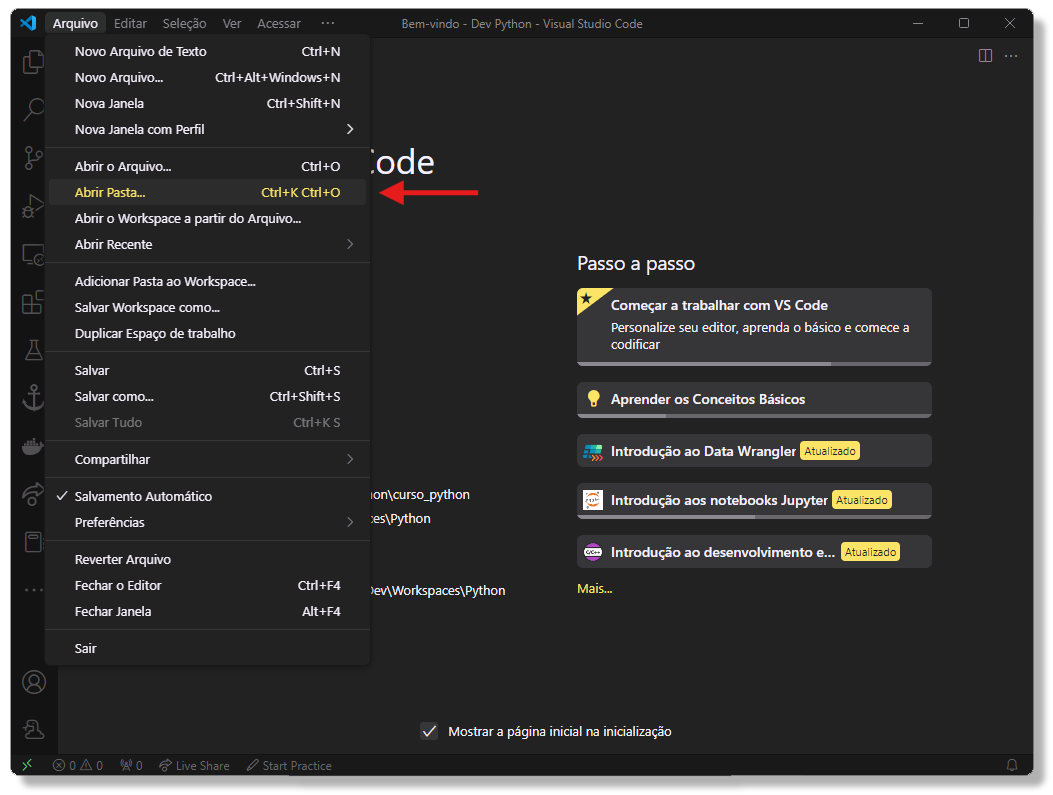 Arquivo Editar Seleção Ver Acessar ··· Bem-vindo - Dev Python - Visual Studio Code
Novo Arquivo de Texto Ctrl+N
Novo Arquivo... Ctrl+Alt+Windows+N
Nova Janela Ctrl+Shift+N
Nova Janela com Perfil
Abrir o Arquivo... Ctrl+O
Abrir Pasta... Ctrl+K Ctrl+O
Abrir o Workspace a partir do Arquivo...
Abrir Recente
Adicionar Pasta ao Workspace...
Salvar Workspace como...
Duplicar Espaço de trabalho
Salvar Ctrl+S
Salvar como... Ctrl+Shift+S
Salvar Tudo Ctrl+K S
Compartilhar
Salvamento Automático
Preferências
Reverter Arquivo
Fechar o Editor Ctrl+F4
Fechar Janela Alt+F4
Sair
Code
on\curso_python
es\Python
Dev\Workspaces\Python
Passo a passo
Começar a trabalhar com VS Code
Personalize seu editor, aprenda o básico e comece a
codificar
Aprender os Conceitos Básicos
Introdução ao Data Wrangler Atualizado
Introdução aos notebooks Jupyter Atualizado
C/C++ Introdução ao desenvolvimento e... Atualizado
Mais...
Mostrar a página inicial na inicialização
0 0 0 Live Share Start Practice